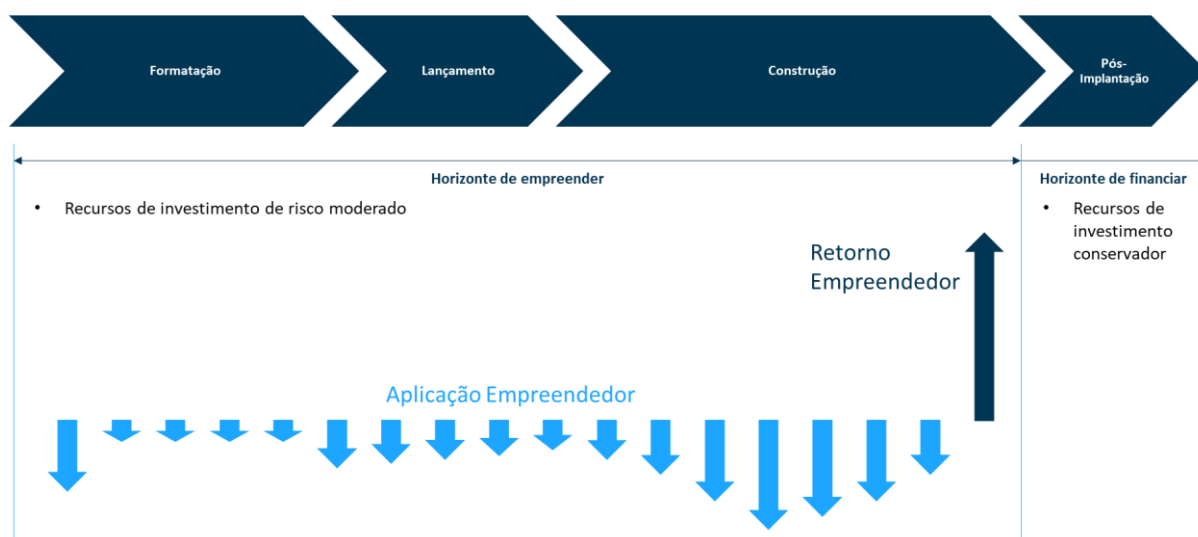 Formatação
Lançamento
Construção
Pós-
Implantação
Horizonte de empreender
Horizonte de financiar
• Recursos de investimento de risco moderado
• Recursos de
investimento
conservador
Retorno
Empreendedor
Aplicação Empreendedor